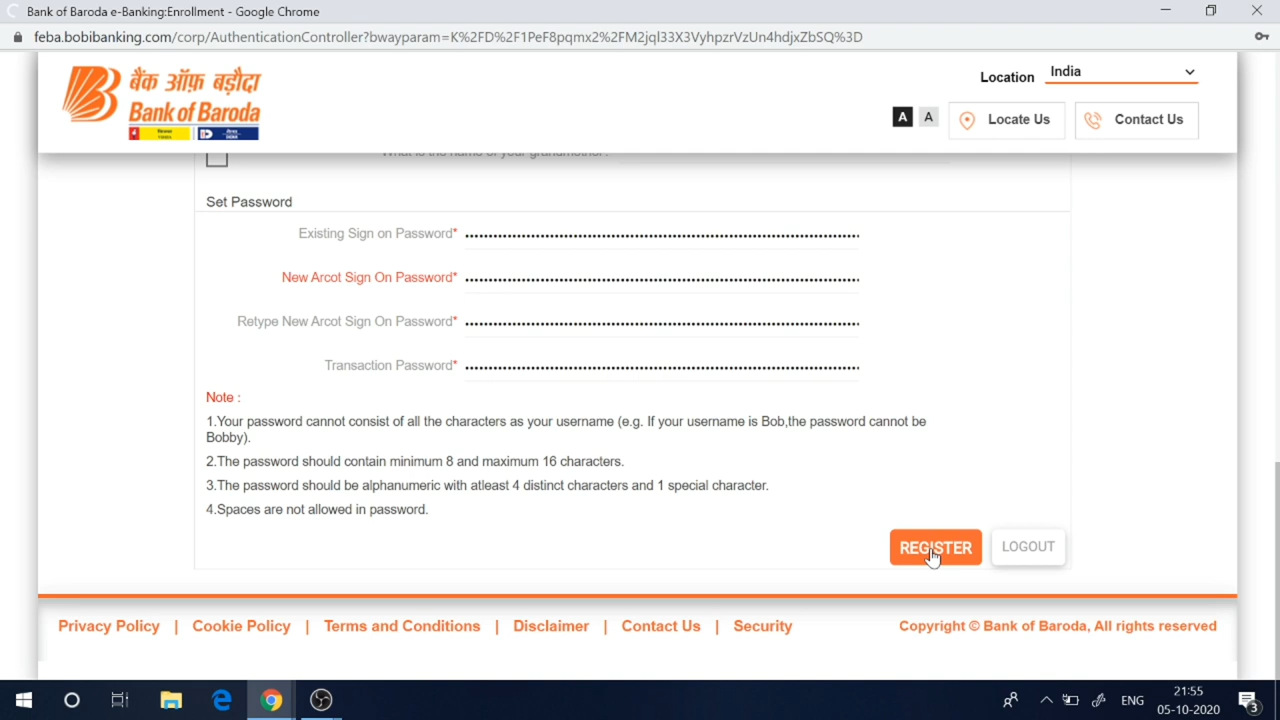 Bank of Baroda e-Banking:Enrollment - Google Chrome
feba.bobibanking.com/corp/AuthenticationController?bwayparam=K%2FD%2F1PeF8pqmx2%2FM2jql33X3VyhpzrVzUn4hdjxZbSQ%3D
बैंक ऑफ़ बड़ौदा
Bank of Baroda
Location India
A A Locate Us Contact Us
Set Password
Existing Sign on Password*
New Arcot Sign On Password*
Retype New Arcot Sign On Password*
Transaction Password*
Note :
1.Your password cannot consist of all the characters as your username (e.g. If your username is Bob,the password cannot be
Bobby).
2.The password should contain minimum 8 and maximum 16 characters.
3.The password should be alphanumeric with atleast 4 distinct characters and 1 special character.
4.Spaces are not allowed in password.
REGISTER LOGOUT
Privacy Policy | Cookie Policy | Terms and Conditions | Disclaimer | Contact Us | Security
Copyright © Bank of Baroda, All rights reserved
ENG
21:55
05-10-2020
3